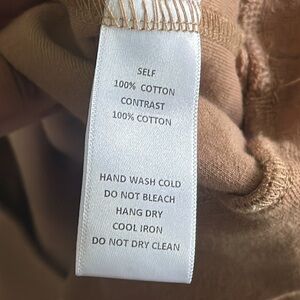 SELF
100% COTTON
CONTRAST
100% COTTON
HAND WASH COLD
DO NOT BLEACH
HANG DRY
COOL IRON
DO NOT DRY CLEAN